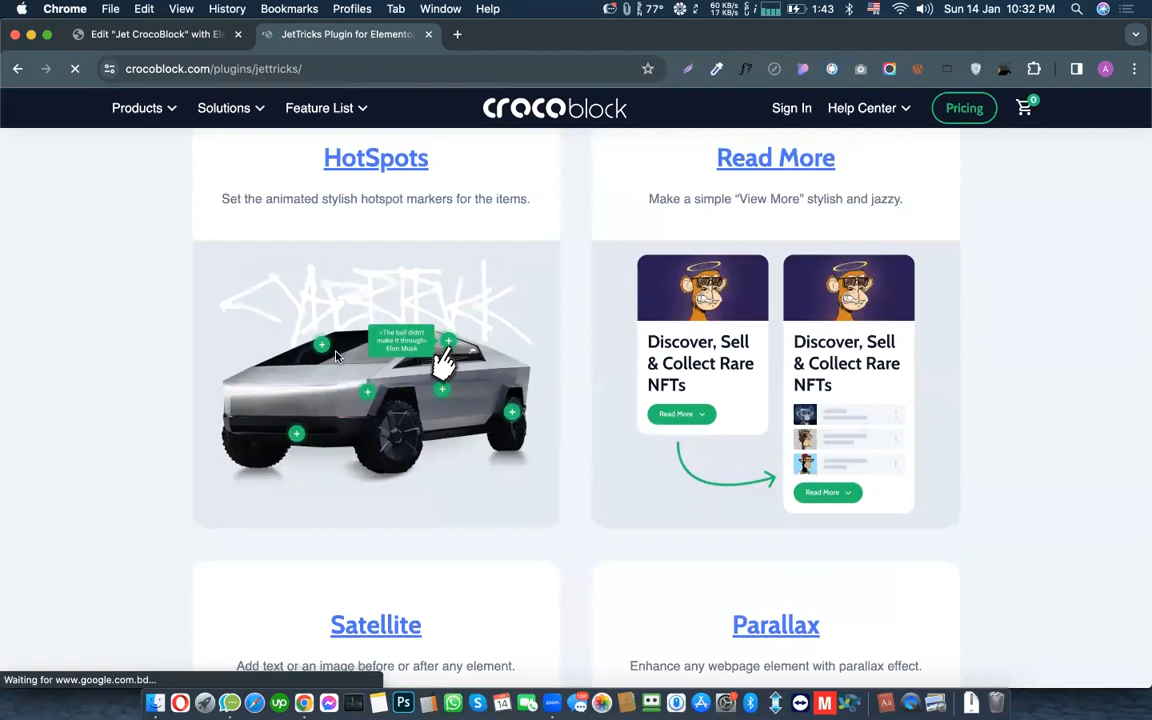 Chrome File Edit View History Bookmarks Profiles Tab Window Help 77° 60 KB/s 17 KB/s 1:43 Sun 14 Jan 10:32 PM
Edit "Jet CrocoBlock" with Ele JetTricks Plugin for Elemento
crocoblock.com/plugins/jettricks/
Products Solutions Feature List crocoblock Sign In Help Center Pricing 0
HotSpots
Set the animated stylish hotspot markers for the items.
Read More
Make a simple “View More” stylish and jazzy.
«The ball didn't
make it through»
Elon Musk
Discover, Sell
& Collect Rare
NFTs
Read More
Discover, Sell
& Collect Rare
NFTs
Read More
Satellite
Add text or an image before or after any element.
Parallax
Enhance any webpage element with parallax effect.
Waiting for www.google.com.bd...